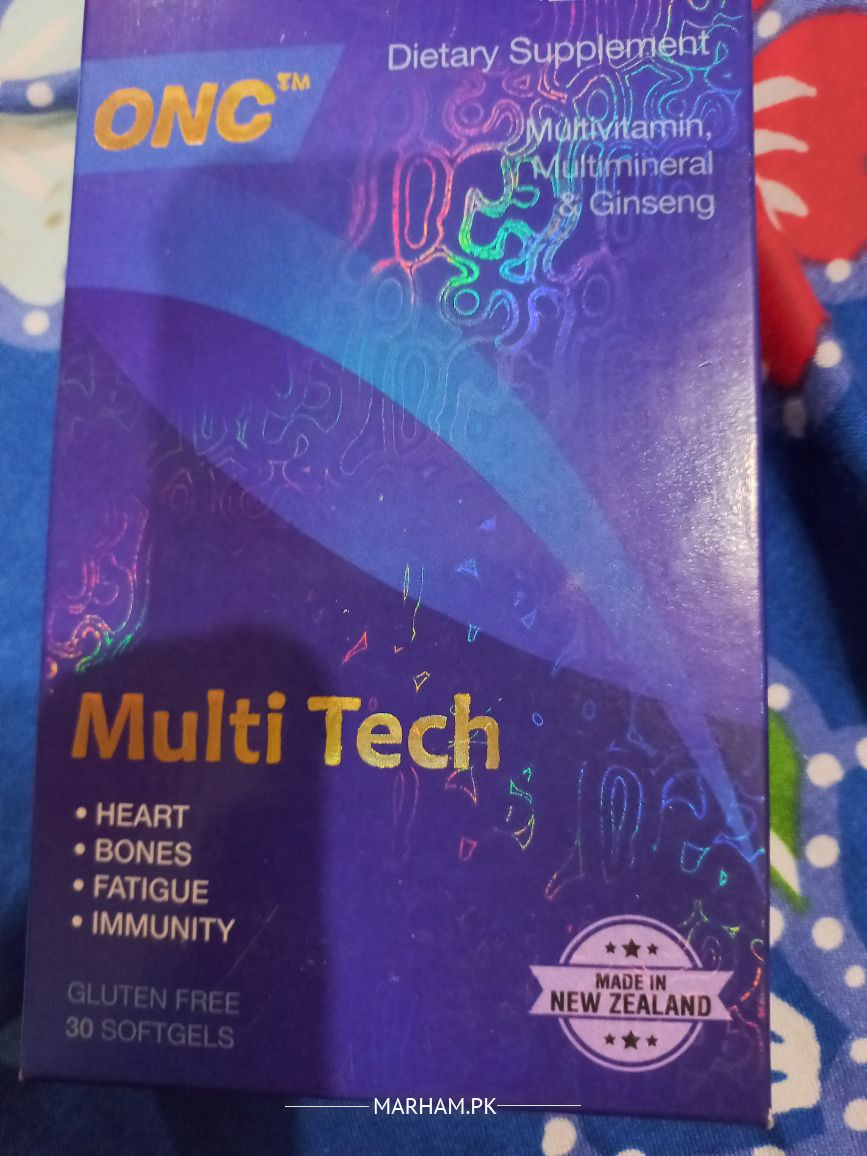 Dietary Supplement
ONC™
Multivitamin,
Multimineral
& Ginseng
Multi Tech
• HEART
• BONES
• FATIGUE
• IMMUNITY
GLUTEN FREE
30 SOFTGELS
MADE IN
NEW ZEALAND
MARHAM.PK